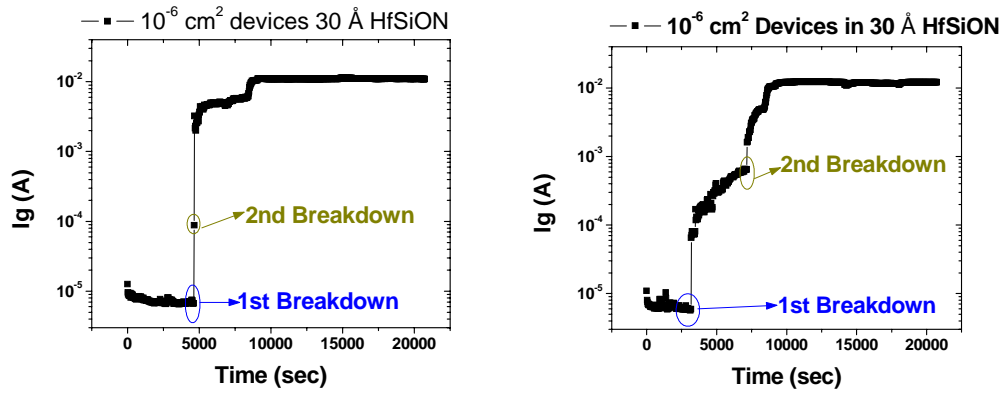 10⁻⁶ cm² devices 30 Å HfSiON
10⁻²
10⁻³
10⁻⁴
10⁻⁵
Ig (A)
2nd Breakdown
1st Breakdown
0 5000 10000 15000 20000
Time (sec)
10⁻⁶ cm² Devices in 30 Å HfSiON
10⁻²
10⁻³
10⁻⁴
10⁻⁵
Ig (A)
2nd Breakdown
1st Breakdown
0 5000 10000 15000 20000
Time (sec)